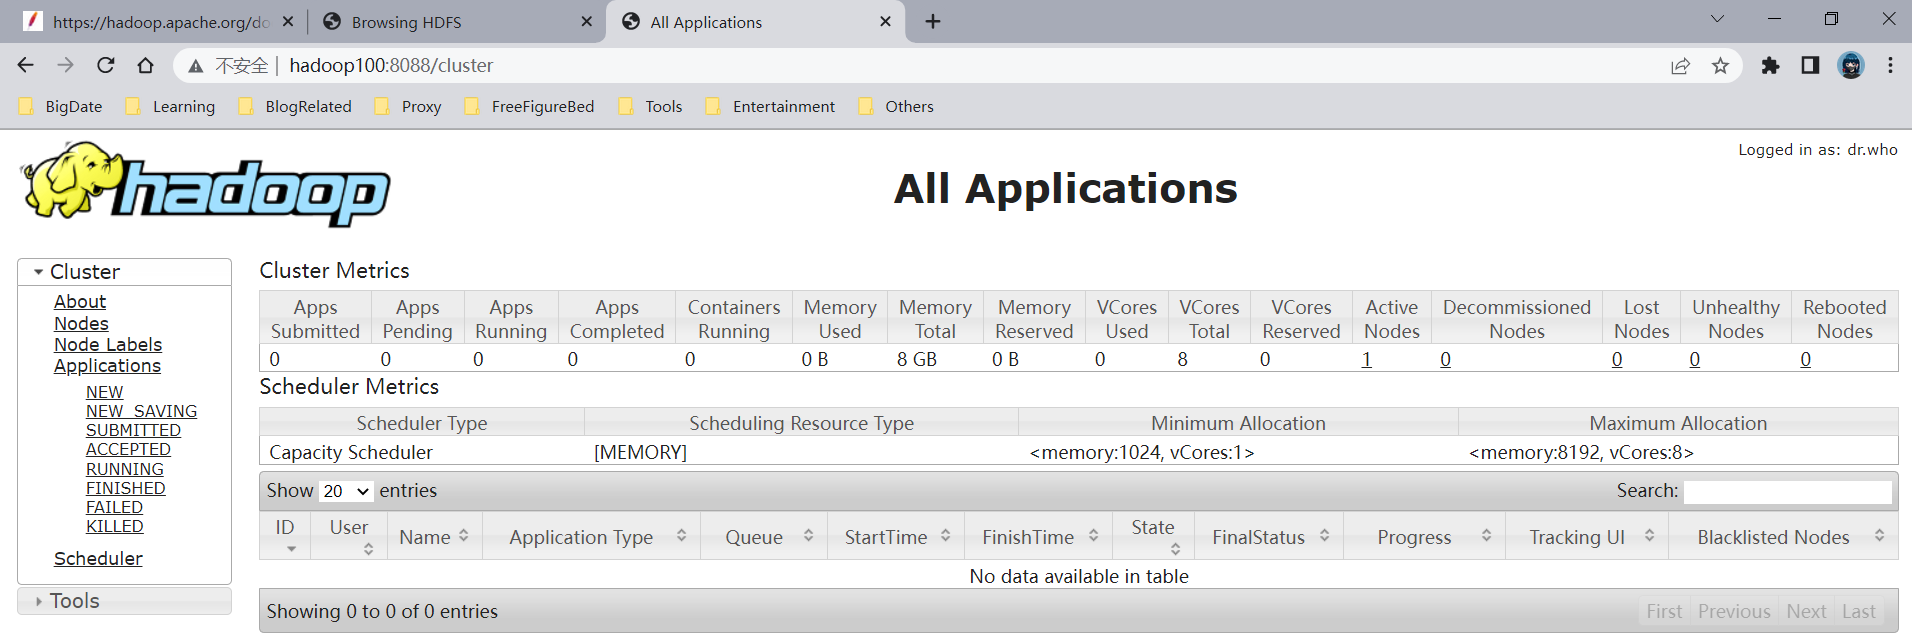 https://hadoop.apache.org/do
Browsing HDFS
All Applications
不安全 | hadoop100:8088/cluster
BigDate Learning BlogRelated Proxy FreeFigureBed Tools Entertainment Others
hadoop
Logged in as: dr.who
All Applications
Cluster
About
Nodes
Node Labels
Applications
NEW
NEW_SAVING
SUBMITTED
ACCEPTED
RUNNING
FINISHED
FAILED
KILLED
Scheduler
Tools
Cluster Metrics
Apps Submitted Apps Pending Apps Running Apps Completed Containers Running Memory Used Memory Total Memory Reserved VCores Used VCores Total VCores Reserved Active Nodes Decommissioned Nodes Lost Nodes Unhealthy Nodes Rebooted Nodes
0 0 0 0 0 0 B 8 GB 0 B 0 8 0 1 0 0 0 0
Scheduler Metrics
Scheduler Type Scheduling Resource Type Minimum Allocation Maximum Allocation
Capacity Scheduler [MEMORY] <memory:1024, vCores:1> <memory:8192, vCores:8>
Show 20 entries Search:
ID User Name Application Type Queue StartTime FinishTime State FinalStatus Progress Tracking UI Blacklisted Nodes
No data available in table
Showing 0 to 0 of 0 entries First Previous Next Last